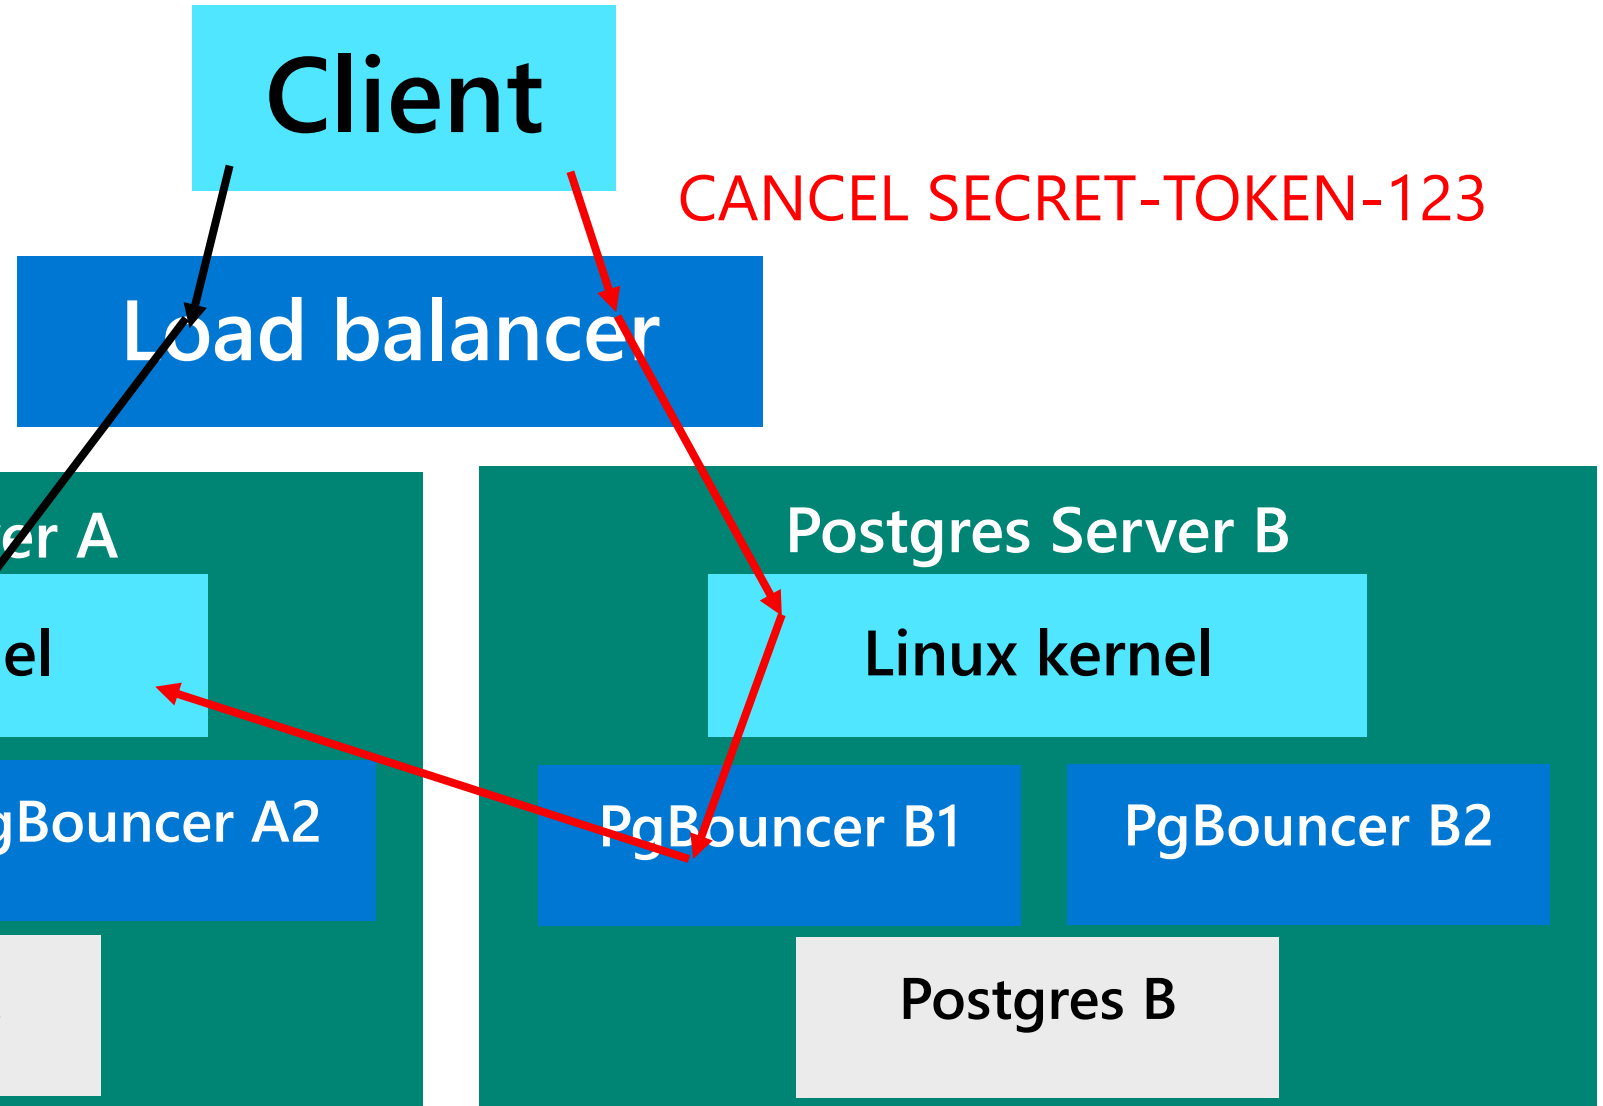 Client
CANCEL SECRET-TOKEN-123
Load balancer
er A
Postgres Server B
el
Linux kernel
gBouncer A2
PgBouncer B1
PgBouncer B2
Postgres B